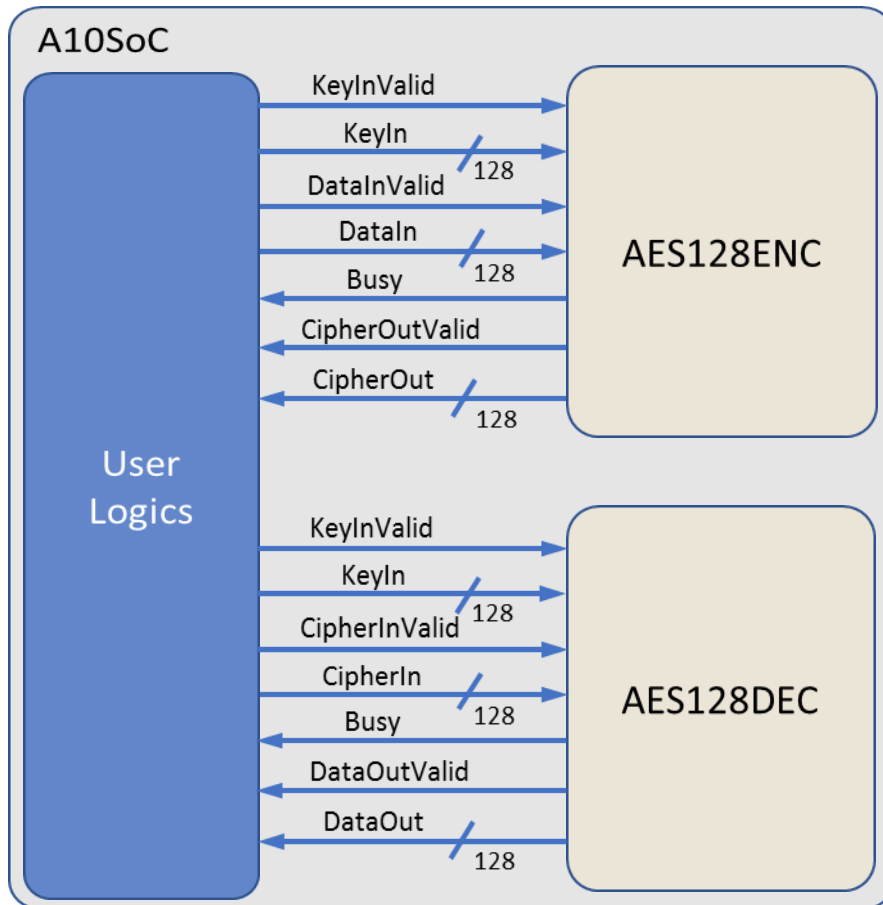 A10SoC
KeyInValid
KeyIn
128
DataInValid
DataIn
128
Busy
CipherOutValid
CipherOut
128
AES128ENC
User
Logics
KeyInValid
KeyIn
128
CipherInValid
CipherIn
128
Busy
DataOutValid
DataOut
128
AES128DEC